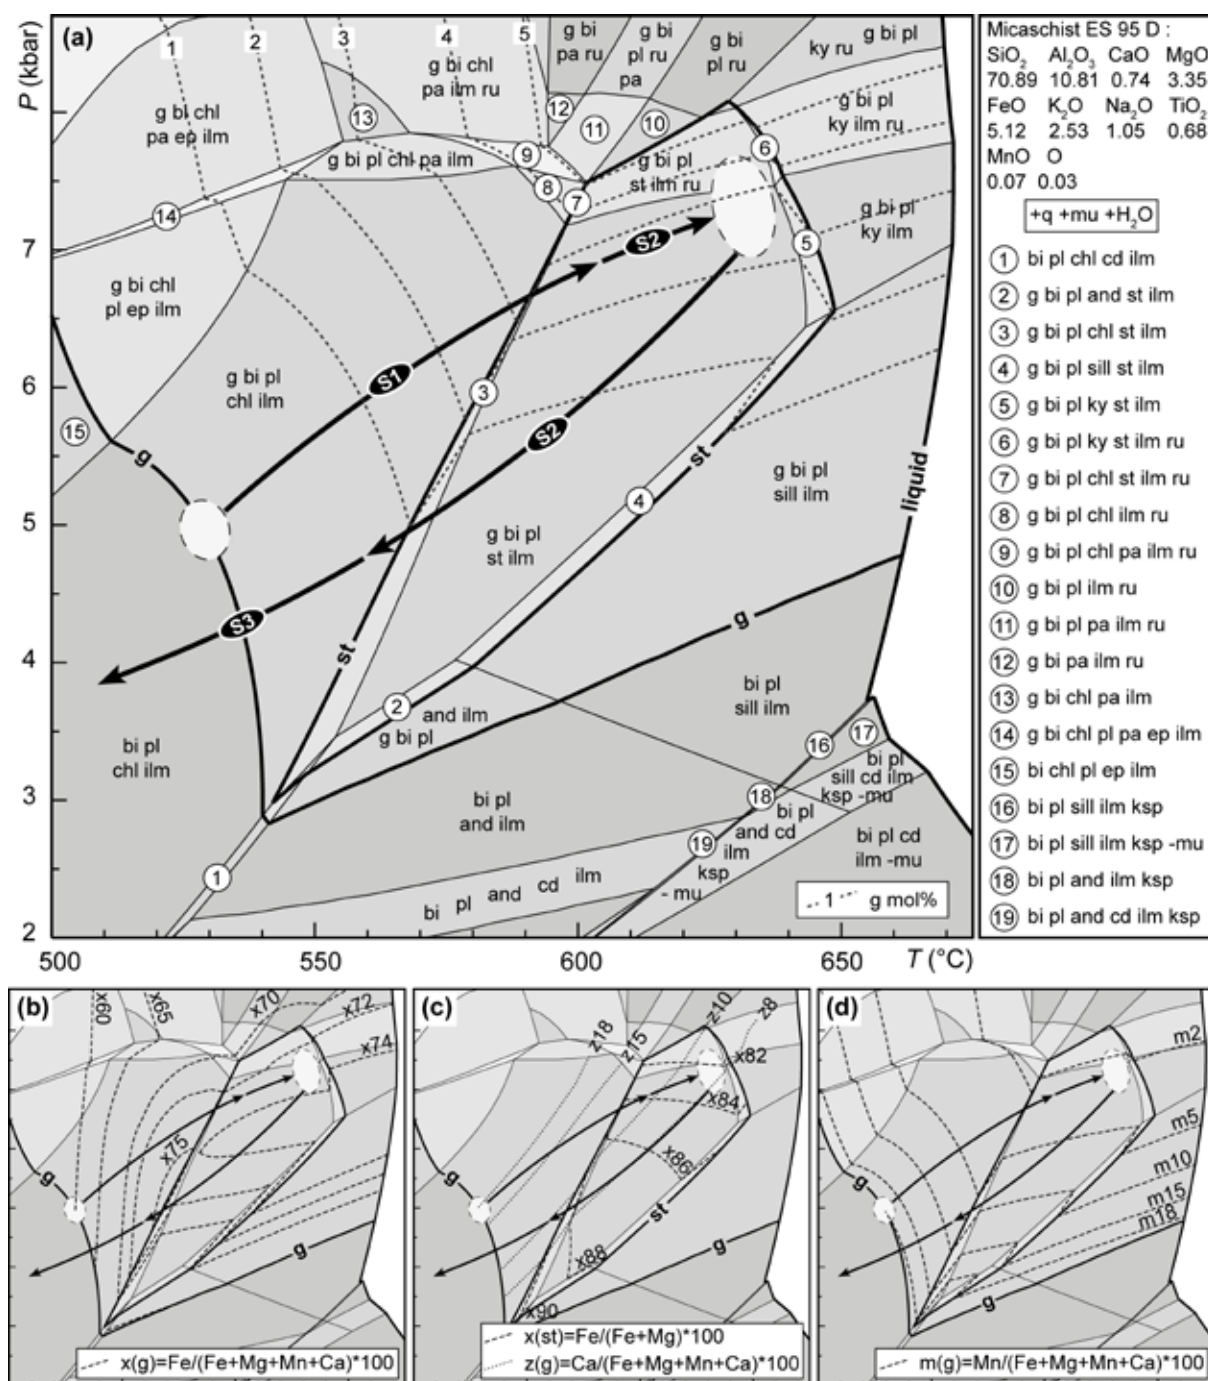 (a)
P (kbar)
7
6
5
4
3
2
500
550
600
650
T (°C)
1
2
3
4
5
g bi chl
pa ep ilm
g bi chl
pa ilm ru
g bi
pa ru
g bi
pl ru
pa
g bi
pl ru
ky ru
g bi pl
g bi pl
ky ilm ru
13
12
11
10
9
8
7
6
5
14
g bi pl chl pa ilm
g bi pl
st ilm ru
g bi pl
ky ilm
g bi chl
pl ep ilm
g bi pl
chl ilm
S1
S2
S2
S3
3
15
g
st
st
4
g bi pl
sill ilm
g bi pl
st ilm
liquid
g
2
and ilm
g bi pl
bi pl
sill ilm
bi pl
chl ilm
16
17
bi pl
sill cd ilm
ksp -mu
bi pl
and ilm
18
bi pl
and cd
ilm
ksp
- mu
19
bi pl cd
ilm -mu
1
bi pl and cd ilm
1 g mol%
Micaschist ES 95 D :
SiO2 Al2O3 CaO MgO
70.89 10.81 0.74 3.35
FeO K2O Na2O TiO2
5.12 2.53 1.05 0.68
MnO O
0.07 0.03
+q +mu +H2O
1 bi pl chl cd ilm
2 g bi pl and st ilm
3 g bi pl chl st ilm
4 g bi pl sill st ilm
5 g bi pl ky st ilm
6 g bi pl ky st ilm ru
7 g bi pl chl st ilm ru
8 g bi pl chl ilm ru
9 g bi pl chl pa ilm ru
10 g bi pl ilm ru
11 g bi pl pa ilm ru
12 g bi pa ilm ru
13 g bi chl pa ilm
14 g bi chl pl pa ep ilm
15 bi chl pl ep ilm
16 bi pl sill ilm ksp
17 bi pl sill ilm ksp -mu
18 bi pl and ilm ksp
19 bi pl and cd ilm ksp
(b)
x60
x65
x70
x72
x74
x75
g
g
x(g)=Fe/(Fe+Mg+Mn+Ca)*100
(c)
z18
z15
z10
z8
x82
x84
x86
x88
x90
g
st
g
x(st)=Fe/(Fe+Mg)*100
z(g)=Ca/(Fe+Mg+Mn+Ca)*100
(d)
m2
m5
m10
m15
m18
g
g
m(g)=Mn/(Fe+Mg+Mn+Ca)*100